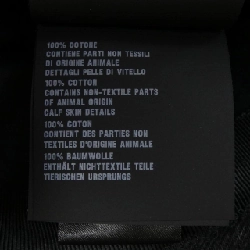 100% COTONE
CONTIENE PARTI NON TESSILI
DI ORIGINE ANIMALE
DETTAGLI PELLE DI VITELLO
100% COTTON
CONTAINS NON-TEXTILE PARTS
OF ANIMAL ORIGIN
CALF SKIN DETAILS
100% COTON
CONTIENT DES PARTIES NON
TEXTILES D'ORIGINE ANIMALE
100% BAUMWOLLE
ENTHÄLT NICHTTEXTILE TEILE
TIERISCHEN URSPRUNGS